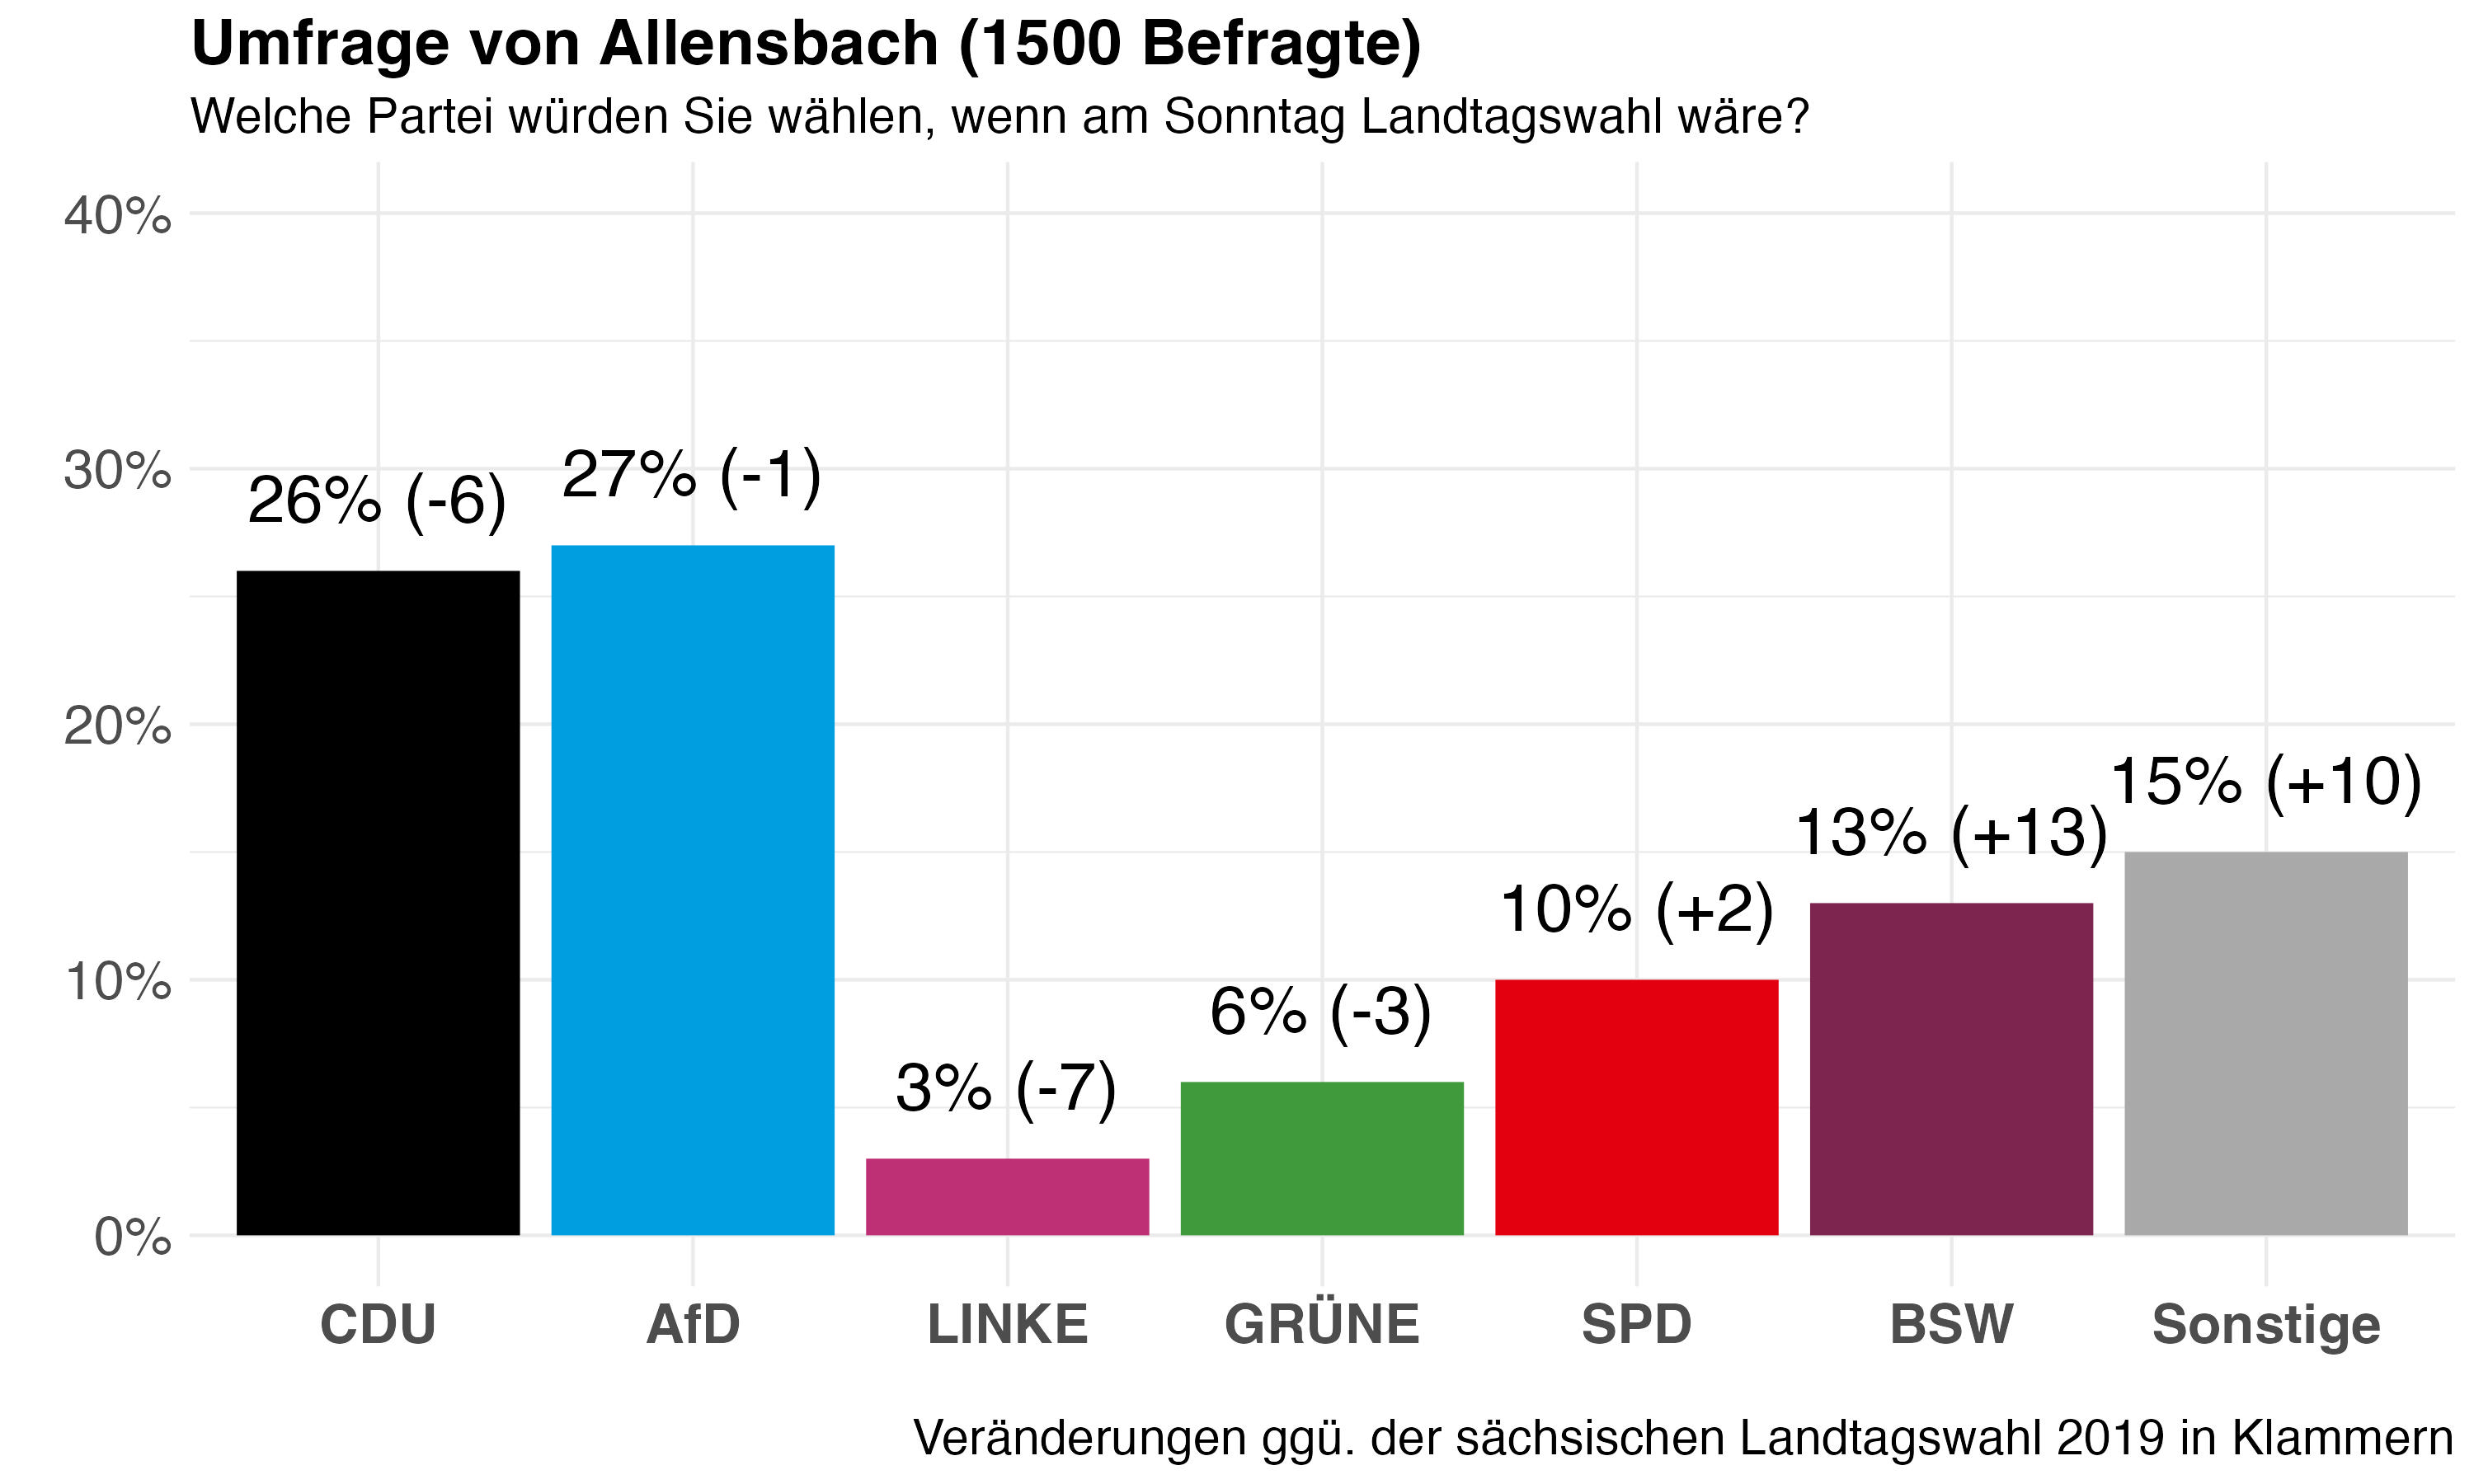 Umfrage von Allensbach (1500 Befragte)
Welche Partei würden Sie wählen, wenn am Sonntag Landtagswahl wäre?
40%
30%
20%
10%
0%
26% (-6)
27% (-1)
3% (-7)
6% (-3)
10% (+2)
13% (+13)
15% (+10)
CDU
AfD
LINKE
GRÜNE
SPD
BSW
Sonstige
Veränderungen ggü. der sächsischen Landtagswahl 2019 in Klammern